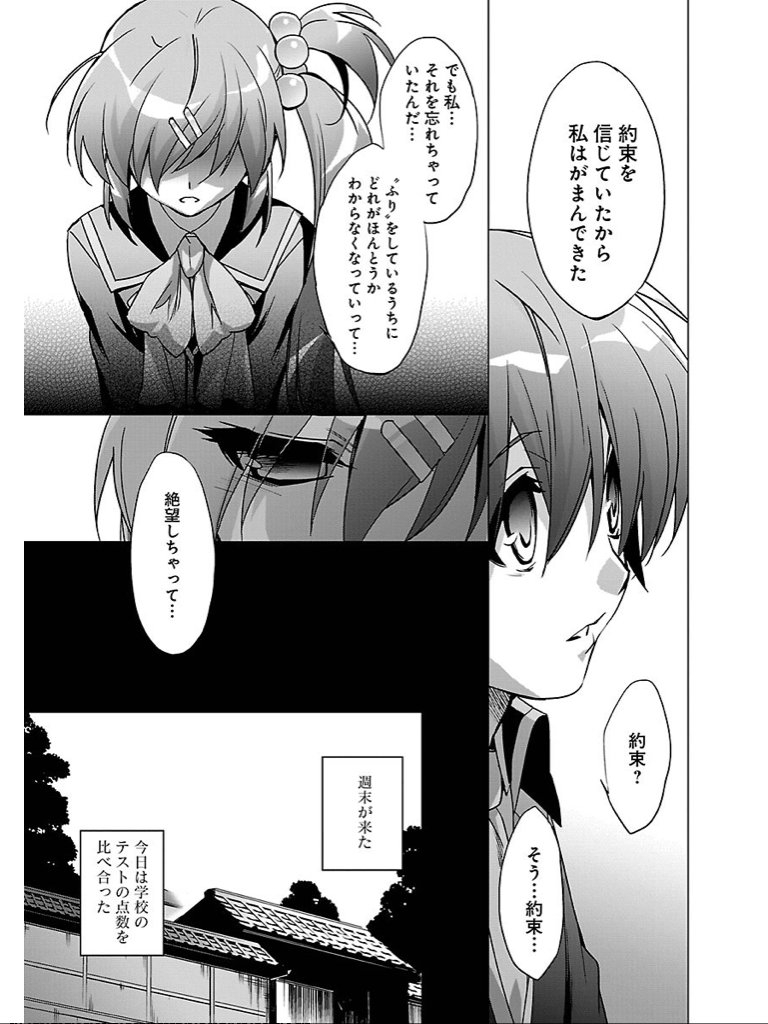 約束を
信じていたから
私はがまんできた
約束?
そう…約束…
でも私…
それを忘れちゃって
いたんだ…
〝ふり〟をしているうちに
どれがほんとうか
わからなくなっていって…
絶望しちゃって…
週末が来た
今日は学校の
テストの点数を
比べ合った